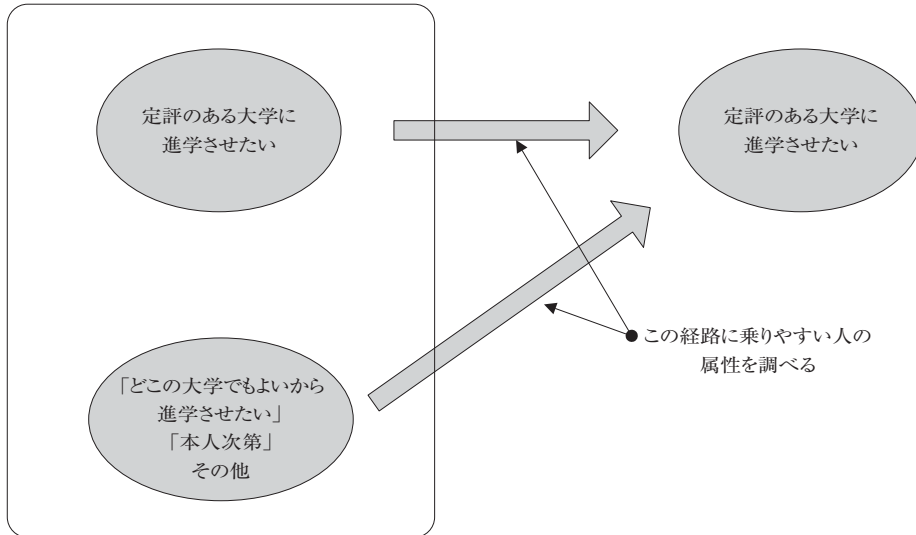 定評のある大学に
進学させたい
定評のある大学に
進学させたい
この経路に乗りやすい人の
属性を調べる
「どこの大学でもよいから
進学させたい」
「本人次第」
その他